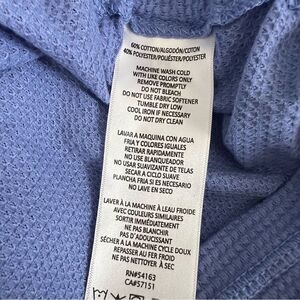 60% COTTON/ALGODÓN/COTON
40% POLYESTER/POLIÉSTER/POLYESTER
MACHINE WASH COLD
WITH LIKE COLORS ONLY
REMOVE PROMPTLY
DO NOT BLEACH
DO NOT USE FABRIC SOFTENER
TUMBLE DRY LOW
COOL IRON IF NECESSARY
DO NOT DRY CLEAN
LAVAR A MAQUINA CON AGUA
FRIA Y COLORES IGUALES
RETIRAR RAPIDAMENTE
NO USE BLANQUEADOR
NO USAR SUAVIZANTE DE TELAS
SECAR A CICLO SUAVE
PLANCHA FRIA SI ES NECESARIO
NO LAVE EN SECO
LAVER À LA MACHINE À L'EAU FROIDE
AVEC COULEURS SIMILAIRES
SORTIR IMMÉDIATEMENT
NE PAS BLANCHIR
PAS D'ADOUCISSANT
SÉCHER À LA MACHINE CYCLE DOUX
REPASSER AU FER FROID
NE PAS NETTOYER À SEC
RN#54163
CA#57151